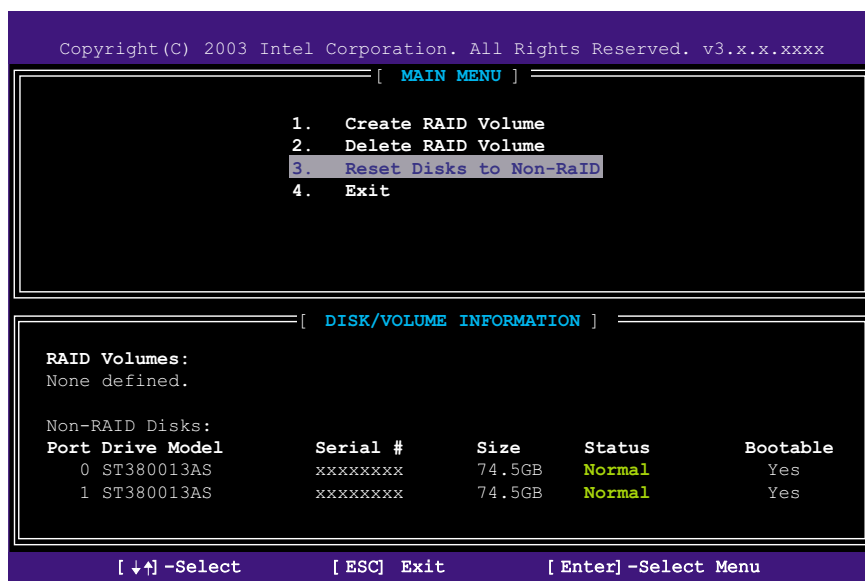 Copyright(C) 2003 Intel Corporation. All Rights Reserved. v3.x.x.xxxx
[ MAIN MENU ]
1. Create RAID Volume
2. Delete RAID Volume
3. Reset Disks to Non-RaID
4. Exit
[ DISK/VOLUME INFORMATION ]
RAID Volumes:
None defined.
Non-RAID Disks:
Port Drive Model Serial # Size Status Bootable
0 ST380013AS xxxxxxxx 74.5GB Normal Yes
1 ST380013AS xxxxxxxx 74.5GB Normal Yes
[↓↑]-Select [ESC] Exit [Enter]-Select Menu